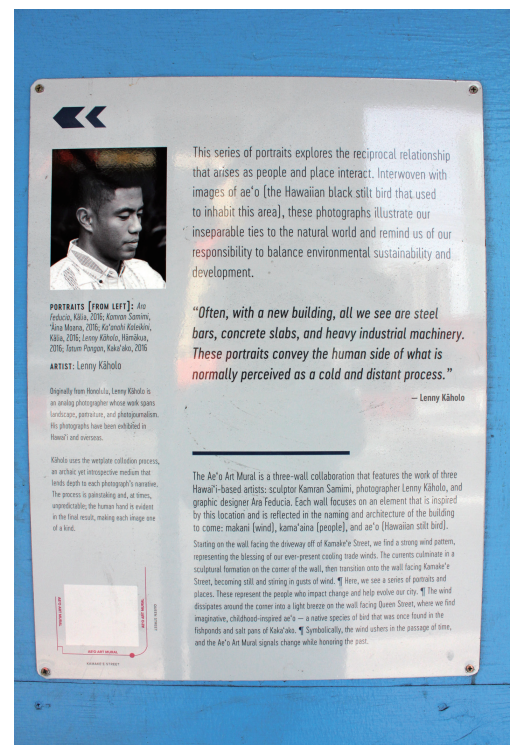 This series of portraits explores the reciprocal relationship
that arises as people and place interact. Interwoven with
images of ae‘o [the Hawaiian black stilt bird that used
to inhabit this area], these photographs illustrate our
inseparable ties to the natural world and remind us of our
responsibility to balance environmental sustainability and
development.
PORTRAITS [FROM LEFT]: Ara
Feducia, Kālia, 2016; Kamran Samimi,
‘Āina Moana, 2016; Ka‘anohi Kaleikini,
Kālia, 2016; Lenny Kāholo, Hāmākua,
2016; Tatum Pangan, Kaka‘ako, 2016
ARTIST: Lenny Kāholo
Originally from Honolulu, Lenny Kāholo is
an analog photographer whose work spans
landscape, portraiture, and photojournalism.
His photographs have been exhibited in
Hawai‘i and overseas.
Kāholo uses the wetplate collodion process,
an archaic yet introspective medium that
lends depth to each photograph's narrative.
The process is painstaking and, at times,
unpredictable; the human hand is evident
in the final result, making each image one
of a kind.
“Often, with a new building, all we see are steel
bars, concrete slabs, and heavy industrial machinery.
These portraits convey the human side of what is
normally perceived as a cold and distant process.”
— Lenny Kāholo
The Ae‘o Art Mural is a three-wall collaboration that features the work of three
Hawai‘i-based artists: sculptor Kamran Samimi, photographer Lenny Kāholo, and
graphic designer Ara Feducia. Each wall focuses on an element that is inspired
by this location and is reflected in the naming and architecture of the building
to come: makani [wind], kama‘āina [people], and ae‘o [Hawaiian stilt bird].
Starting on the wall facing the driveway off of Kamake‘e Street, we find a strong wind pattern,
representing the blessing of our ever-present cooling trade winds. The currents culminate in a
sculptural formation on the corner of the wall, then transition onto the wall facing Kamake‘e
Street, becoming still and stirring in gusts of wind. ¶ Here, we see a series of portraits and
places. These represent the people who impact change and help evolve our city. ¶ The wind
dissipates around the corner into a light breeze on the wall facing Queen Street, where we find
imaginative, childhood-inspired ae‘o — a native species of bird that was once found in the
fishponds and salt pans of Kaka‘ako. ¶ Symbolically, the wind ushers in the passage of time,
and the Ae‘o Art Mural signals change while honoring the past.
AE‘O ART MURAL
AE‘O ART MURAL
QUEEN STREET
AE‘O ART MURAL
KAMAKE‘E STREET